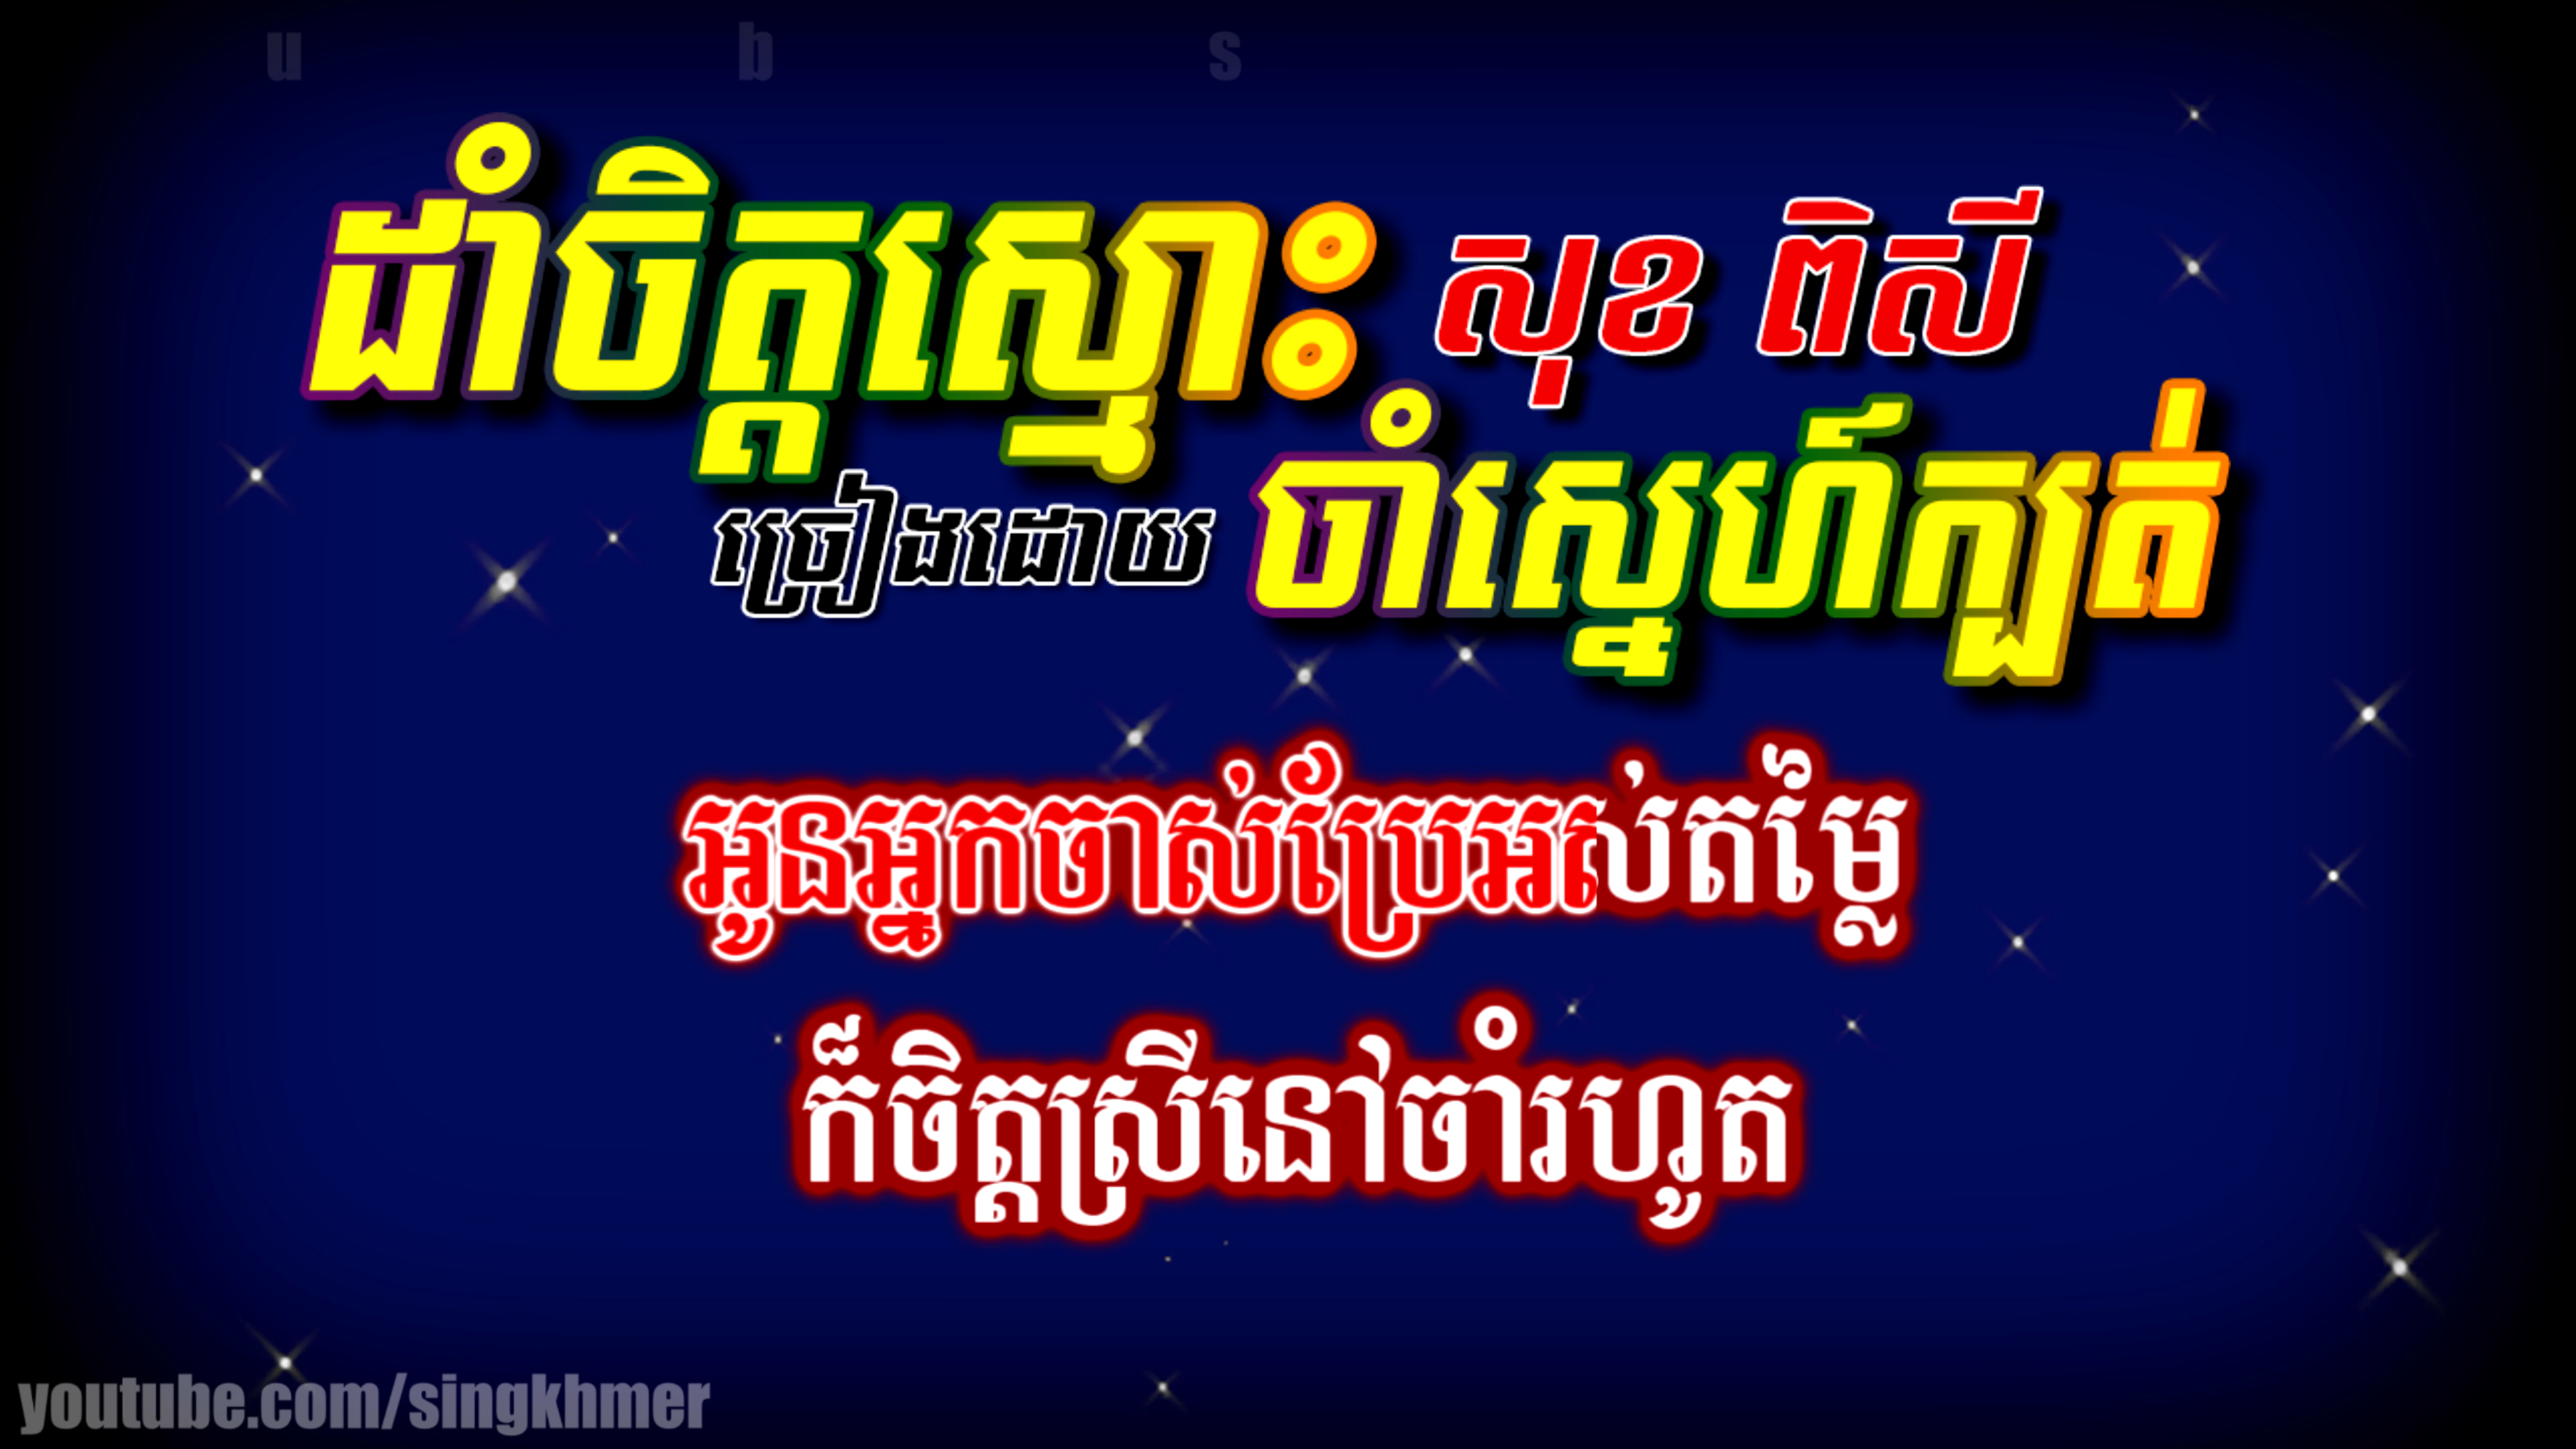 u b s
ដាំចិត្តស្មោះ សុខ ពិសី
ច្រៀងដោយ ចាំស្នេហ៍ក្បត់
អូនអ្នកចាស់ប្រែអស់តម្លៃ
ក៏ចិត្តស្រីនៅចាំរហូត
youtube.com/singkhmer